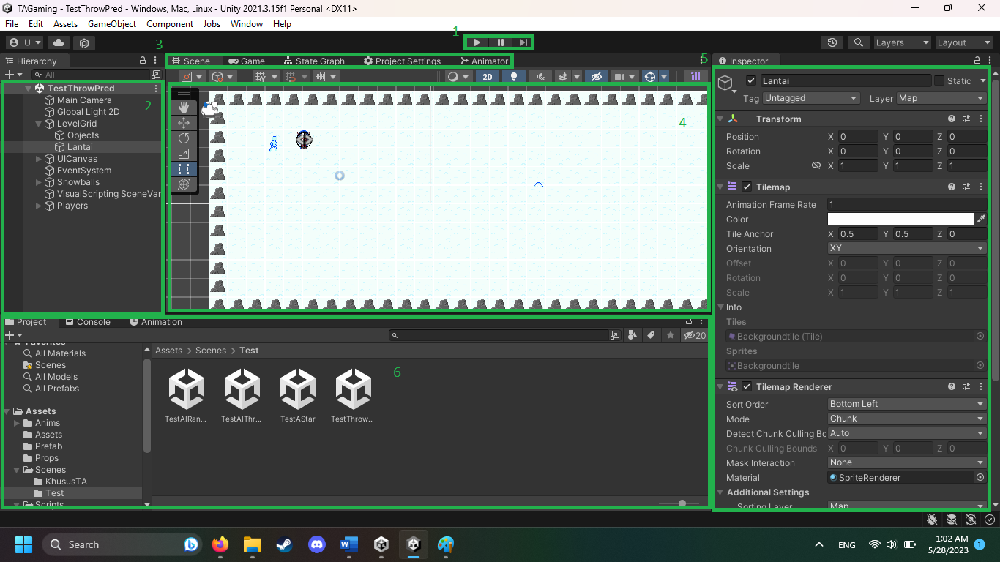 TAGaming - TestThrowPred - Windows, Mac, Linux - Unity 2021.3.15f1 Personal <DX11>
File Edit Assets GameObject Component Jobs Window Help
1
U
Layers Layout
3
Hierarchy
Scene Game State Graph Project Settings Animator
5
Inspector
All
2D
TestThrowPred
Main Camera
2
Global Light 2D
LevelGrid
Objects
Lantai
UICanvas
EventSystem
Snowballs
VisualScripting SceneVar
Players
4
Lantai Static
Tag Untagged Layer Map
Transform
Position X 0 Y 0 Z 0
Rotation X 0 Y 0 Z 0
Scale X 1 Y 1 Z 1
Tilemap
Animation Frame Rate 1
Color
Tile Anchor X 0.5 Y 0.5 Z 0
Orientation XY
Offset X 0 Y 0 Z 0
Rotation X 0 Y 0 Z 0
Scale X 1 Y 1 Z 1
Info
Tiles
Backgroundtile (Tile)
Sprites
Backgroundtile
Tilemap Renderer
Sort Order Bottom Left
Mode Chunk
Detect Chunk Culling Bo Auto
Chunk Culling Bounds X 0 Y 0 Z 0
Mask Interaction None
Material SpriteRenderer
Additional Settings
Sorting Layer Map
Project Console Animation
20
Favorites
All Materials
Scenes
All Models
All Prefabs
Assets
Anims
Assets
Prefab
Props
Scenes
KhususTA
Test
Scripts
Assets > Scenes > Test
6
TestAIRan... TestAIThr... TestAStar TestThrow...
Search
ENG
1:02 AM
5/28/2023
1